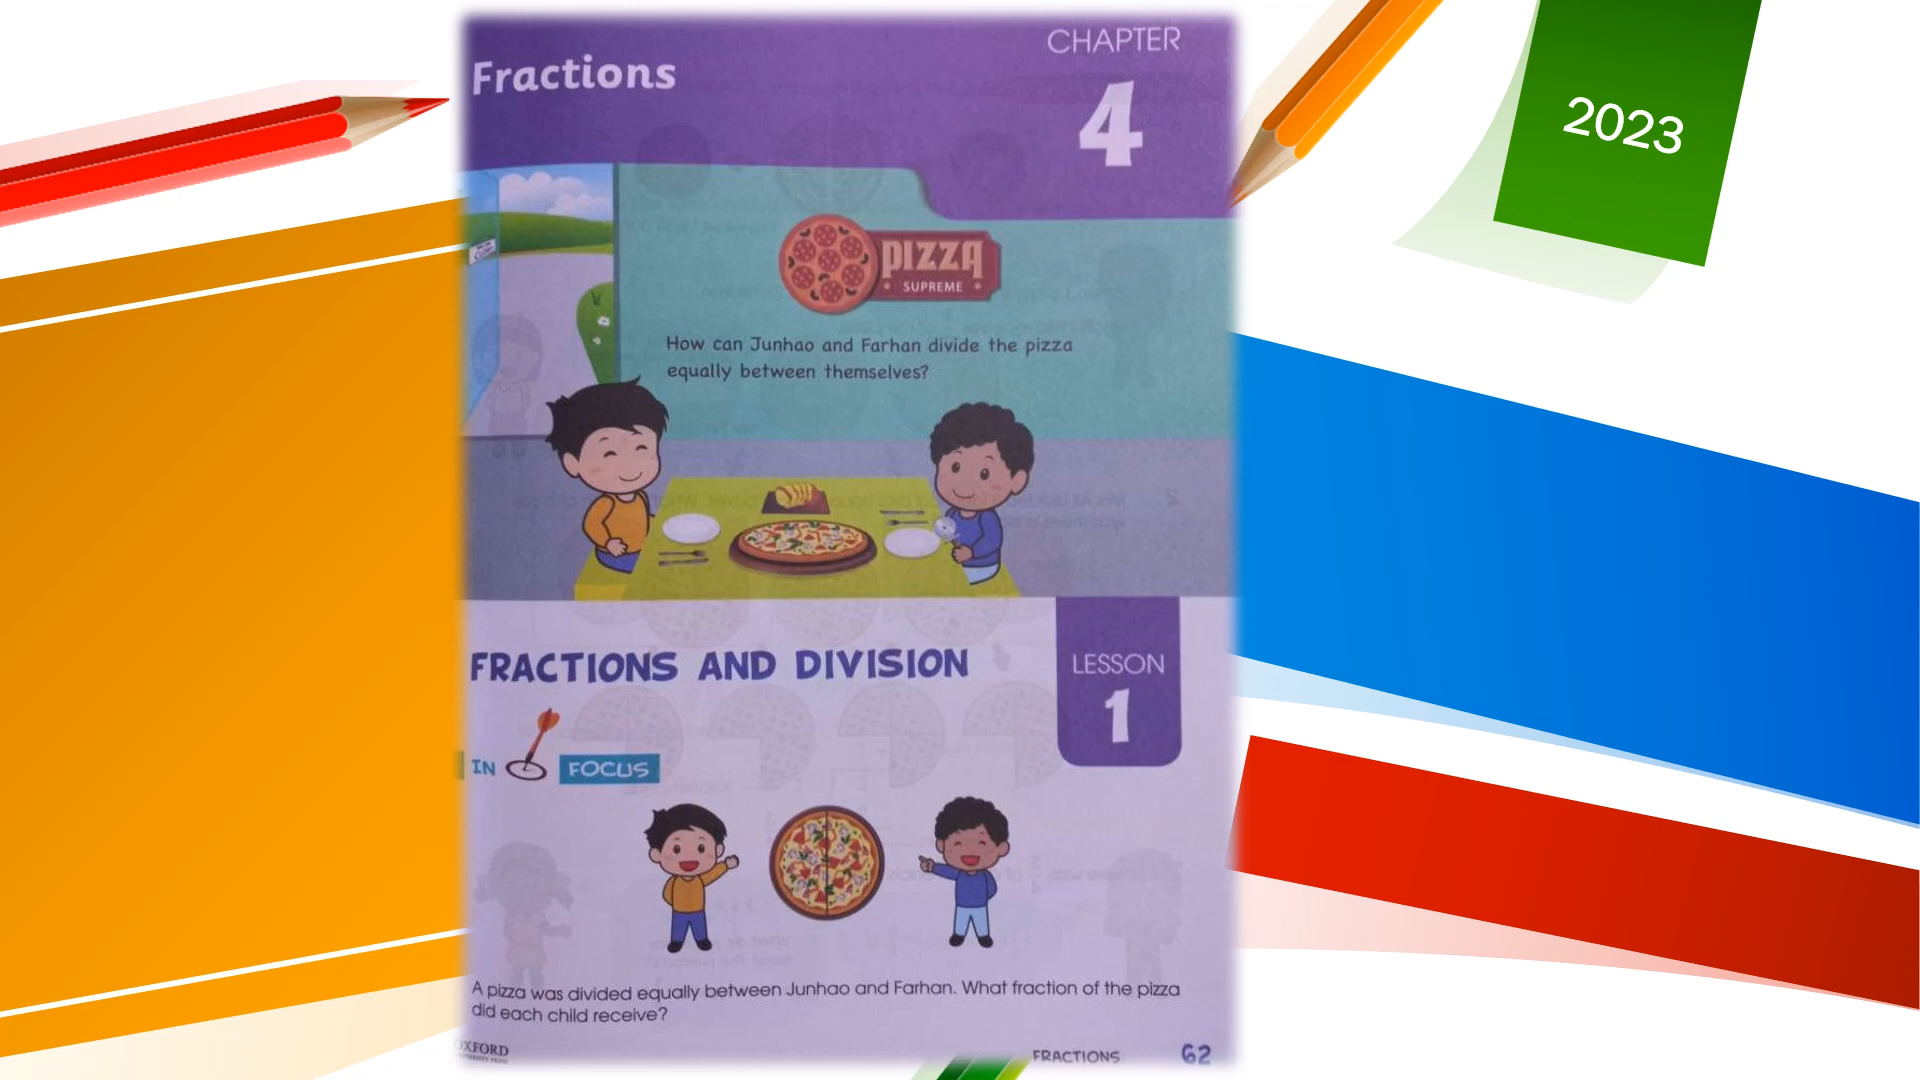 CHAPTER
Fractions
4
2023
PIZZA
SUPREME
How can Junhao and Farhan divide the pizza
equally between themselves?
FRACTIONS AND DIVISION
LESSON
1
IN FOCUS
A pizza was divided equally between Junhao and Farhan. What fraction of the pizza
did each child receive?
OXFORD
FRACTIONS 62